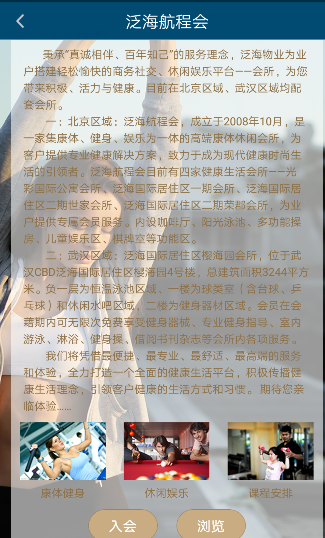 泛海航程会
秉承“真诚相伴、百年知己”的服务理念，泛海物业为业
户搭建轻松愉快的商务社交、休闲娱乐平台——会所，为您
带来积极、活力与健康。目前在北京区域、武汉区域均配
套会所。
一：北京区域：泛海航程会，成立于2008年10月，是
一家集康体、健身、娱乐为一体的高端康体休闲会所，为
客户提供专业健康解决方案，致力于成为现代健康时尚生
活的引领者。泛海航程会目前有四家健康生活会所——光
彩国际公寓会所、泛海国际居住区一期会所、泛海国际居
住区二期世家会所、泛海国际居住区二期荣郡会所，为业
户提供专属会员服务。内设咖啡厅、阳光泳池、多功能操
房、儿童娱乐区、棋牌室等功能区。
二：武汉区域：泛海国际居住区樱海园会所，位于武
汉CBD泛海国际居住区樱海园4号楼，总建筑面积3244平方
米。负一层为恒温泳池区域，一楼为球类室（含台球、乒
乓球）和休闲水吧区域，二楼为健身器材区域。会员在会
籍期内可无限次免费享受健身器械、专业健身指导、室内
游泳、淋浴、健身操、借阅书刊杂志等会所内各项服务。
我们将凭借最便捷、最专业、最舒适、最高端的服务
和体验，全力打造一个全面的健康生活平台，积极传播健
康生活理念，引领客户健康的生活方式和习惯。期待您亲
临体验......
康体健身
休闲娱乐
课程安排
入会
浏览